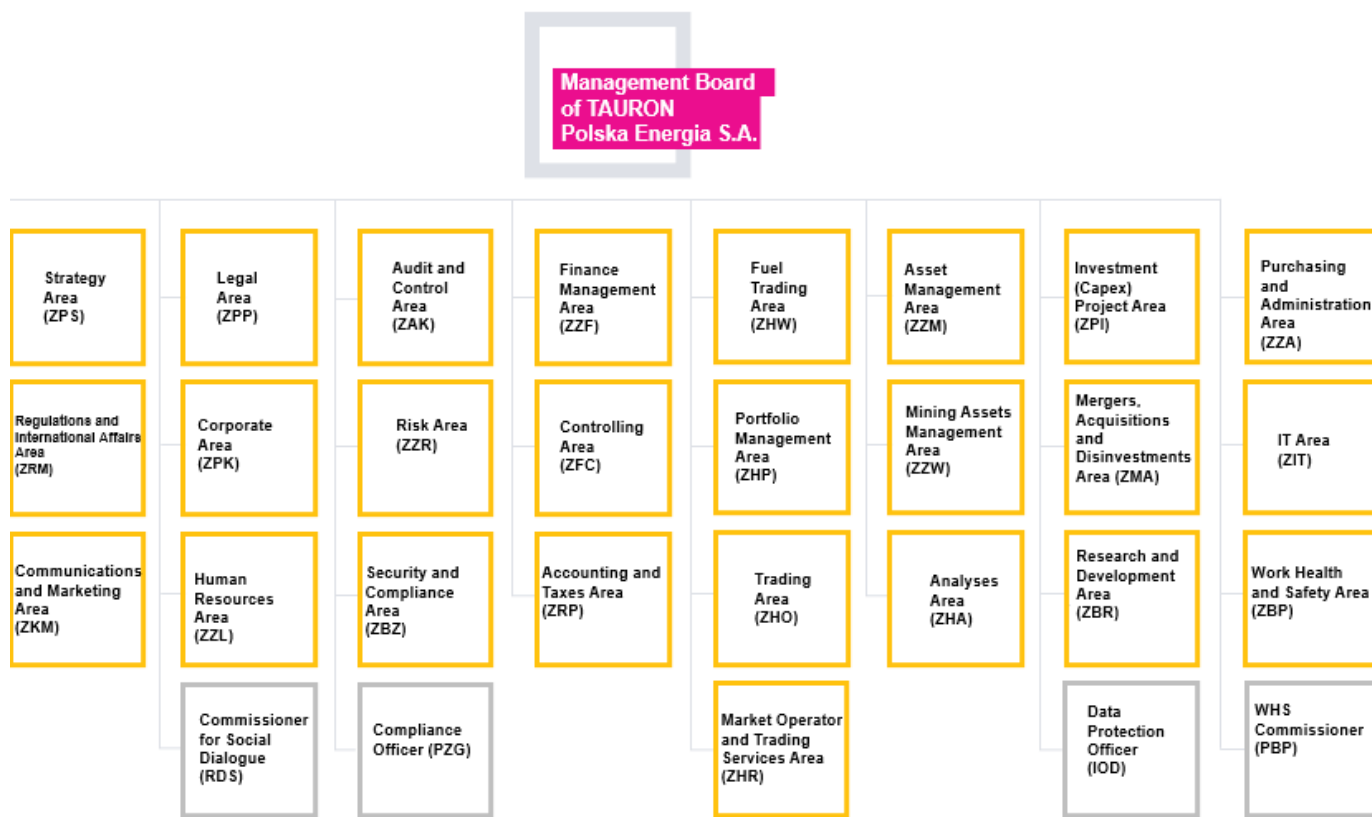 Management Board
of TAURON
Polska Energia S.A.
Strategy
Area
(ZPS)
Legal
Area
(ZPP)
Audit and
Control
Area
(ZAK)
Finance
Management
Area
(ZZF)
Fuel
Trading
Area
(ZHW)
Asset
Management
Area
(ZZM)
Investment
(Capex)
Project Area
(ZPI)
Purchasing
and
Administration
Area
(ZZA)
Regulations and
International Affairs
Area
(ZRM)
Corporate
Area
(ZPK)
Risk Area
(ZZR)
Controlling
Area
(ZFC)
Portfolio
Management
Area
(ZHP)
Mining Assets
Management
Area
(ZZW)
Mergers,
Acquisitions
and
Disinvestments
Area (ZMA)
IT Area
(ZIT)
Communications
and Marketing
Area
(ZKM)
Human
Resources
Area
(ZZL)
Security and
Compliance
Area
(ZBZ)
Accounting and
Taxes Area
(ZRP)
Trading
Area
(ZHO)
Analyses
Area
(ZHA)
Research and
Development
Area
(ZBR)
Work Health
and Safety Area
(ZBP)
Commissioner
for Social
Dialogue
(RDS)
Compliance
Officer (PZG)
Market Operator
and Trading
Services Area
(ZHR)
Data
Protection
Officer
(IOD)
WHS
Commissioner
(PBP)